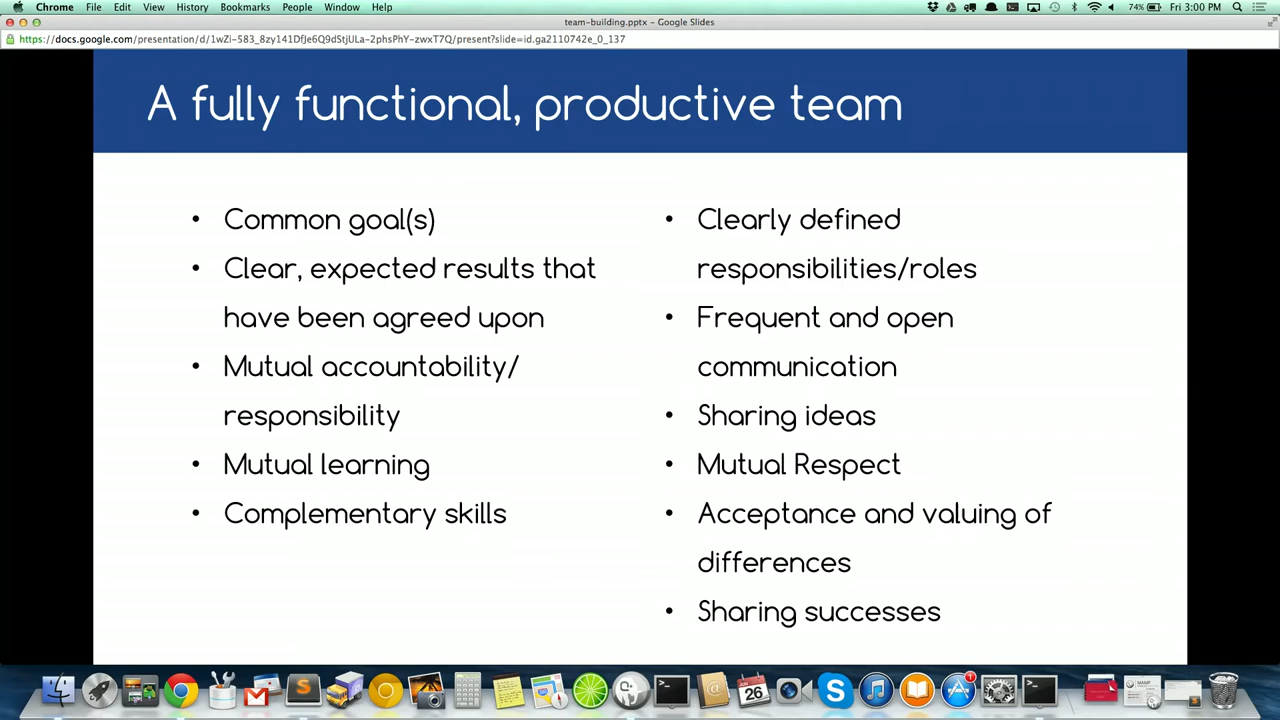 Chrome File Edit View History Bookmarks People Window Help 74% Fri 3:00 PM
team-building.pptx – Google Slides
https://docs.google.com/presentation/d/1wZi-583_8zy141DfJe6Q9dStjULa-2phsPhY-zwxT7Q/present?slide=id.ga2110742e_0_137
A fully functional, productive team
• Common goal(s)
• Clear, expected results that
have been agreed upon
• Mutual accountability/
responsibility
• Mutual learning
• Complementary skills
• Clearly defined
responsibilities/roles
• Frequent and open
communication
• Sharing ideas
• Mutual Respect
• Acceptance and valuing of
differences
• Sharing successes
26
1